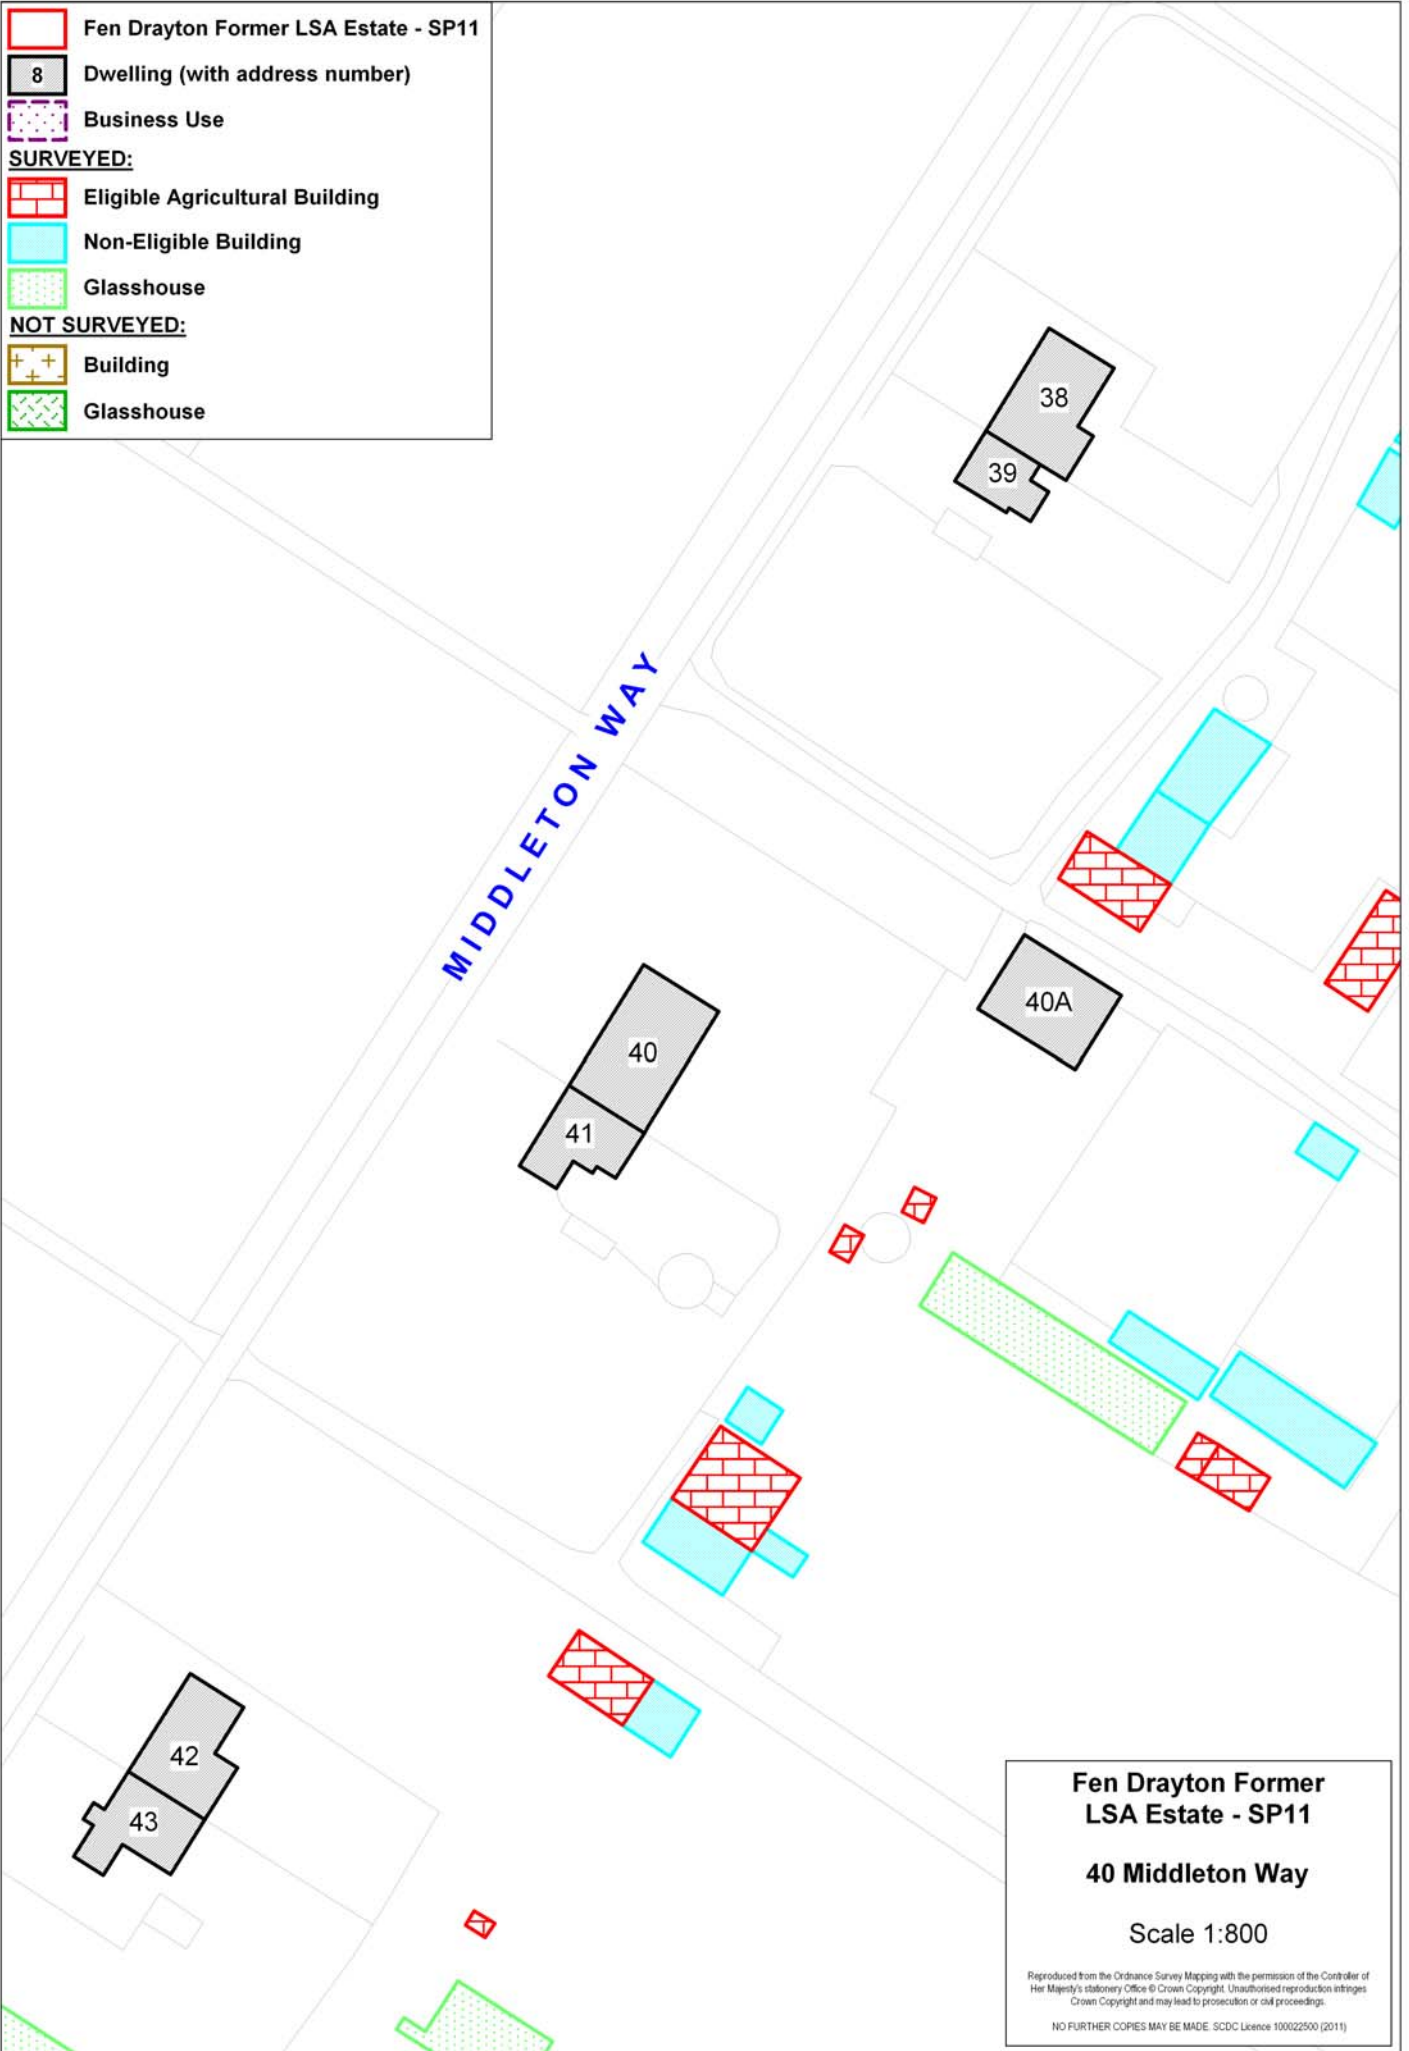 Fen Drayton Former LSA Estate - SP11
8 Dwelling (with address number)
Business Use
SURVEYED:
Eligible Agricultural Building
Non-Eligible Building
Glasshouse
NOT SURVEYED:
Building
Glasshouse
38
39
MIDDLETON WAY
40A
40
41
42
43
Fen Drayton Former
LSA Estate - SP11
40 Middleton Way
Scale 1:800
Reproduced from the Ordnance Survey Mapping with the permission of the Controller of
Her Majesty's stationery Office © Crown Copyright. Unauthorised reproduction infringes
Crown Copyright and may lead to prosecution or civil proceedings.
NO FURTHER COPIES MAY BE MADE. SCDC Licence 100022500 (2011)